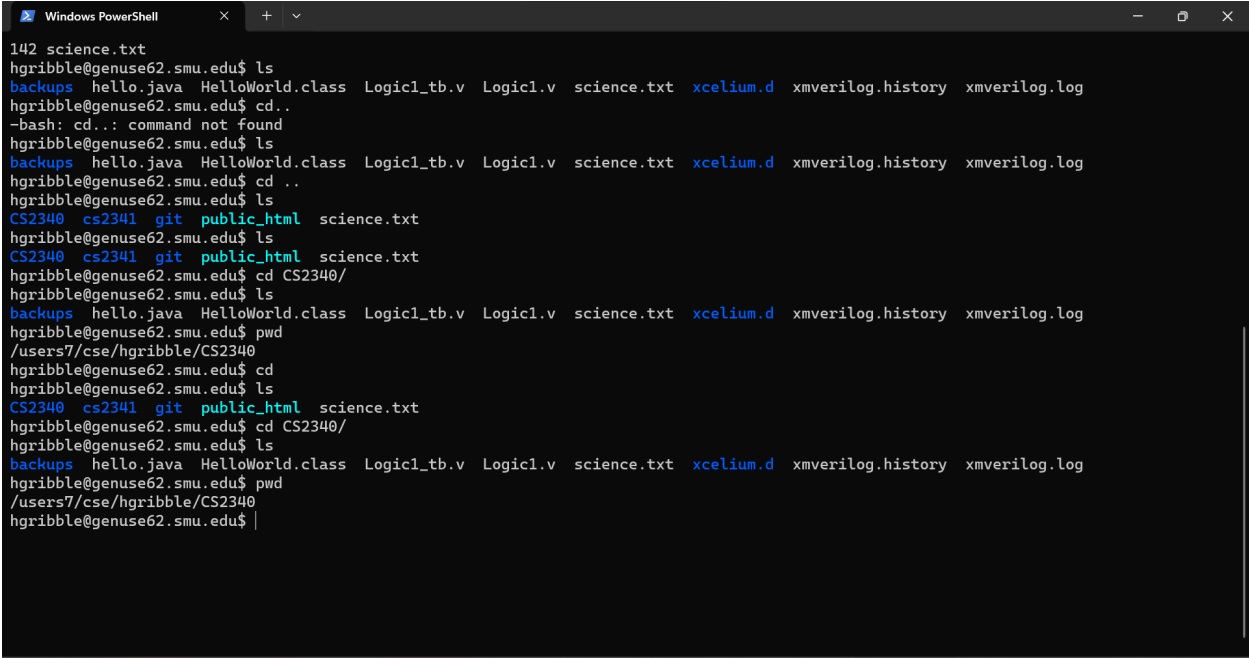 Windows PowerShell
142 science.txt
hgribble@genuse62.smu.edu$ ls
backups hello.java HelloWorld.class Logic1_tb.v Logic1.v science.txt xcelium.d xmverilog.history xmverilog.log
hgribble@genuse62.smu.edu$ cd..
-bash: cd..: command not found
hgribble@genuse62.smu.edu$ ls
backups hello.java HelloWorld.class Logic1_tb.v Logic1.v science.txt xcelium.d xmverilog.history xmverilog.log
hgribble@genuse62.smu.edu$ cd ..
hgribble@genuse62.smu.edu$ ls
CS2340 cs2341 git public_html science.txt
hgribble@genuse62.smu.edu$ ls
CS2340 cs2341 git public_html science.txt
hgribble@genuse62.smu.edu$ cd CS2340/
hgribble@genuse62.smu.edu$ ls
backups hello.java HelloWorld.class Logic1_tb.v Logic1.v science.txt xcelium.d xmverilog.history xmverilog.log
hgribble@genuse62.smu.edu$ pwd
/users7/cse/hgribble/CS2340
hgribble@genuse62.smu.edu$ cd
hgribble@genuse62.smu.edu$ ls
CS2340 cs2341 git public_html science.txt
hgribble@genuse62.smu.edu$ cd CS2340/
hgribble@genuse62.smu.edu$ ls
backups hello.java HelloWorld.class Logic1_tb.v Logic1.v science.txt xcelium.d xmverilog.history xmverilog.log
hgribble@genuse62.smu.edu$ pwd
/users7/cse/hgribble/CS2340
hgribble@genuse62.smu.edu$